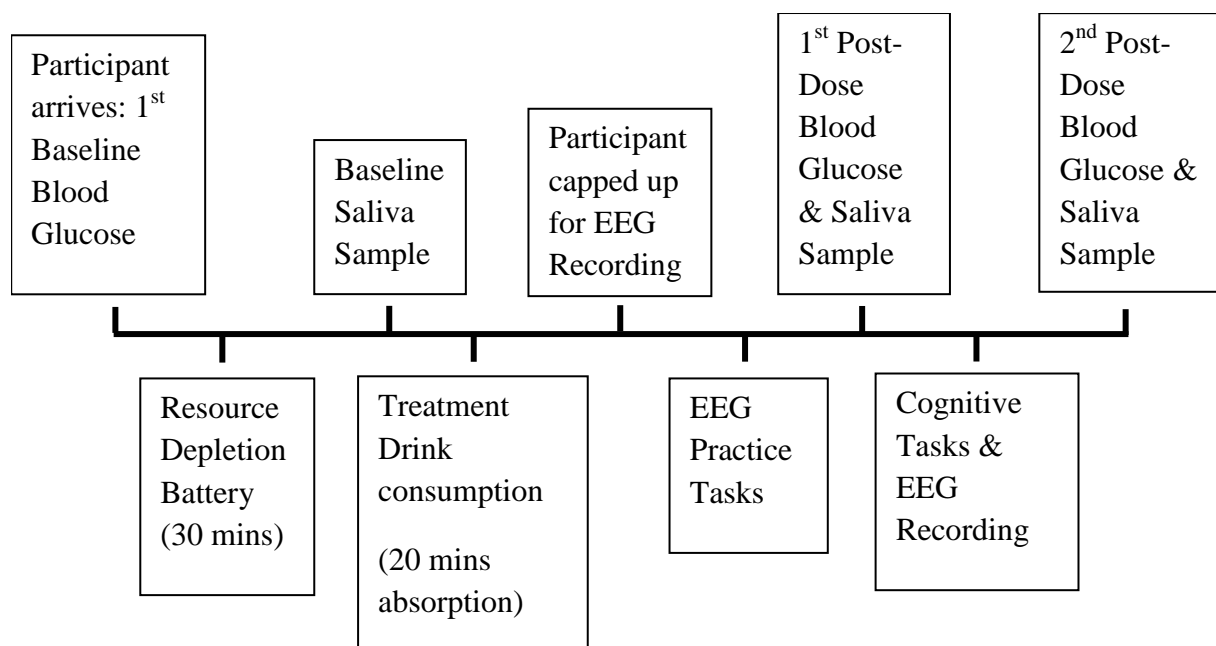 Participant
arrives: 1st
Baseline
Blood
Glucose
Resource
Depletion
Battery
(30 mins)
Baseline
Saliva
Sample
Treatment
Drink
consumption
(20 mins
absorption)
Participant
capped up
for EEG
Recording
EEG
Practice
Tasks
1st Post-
Dose
Blood
Glucose
& Saliva
Sample
Cognitive
Tasks &
EEG
Recording
2nd Post-
Dose
Blood
Glucose &
Saliva
Sample